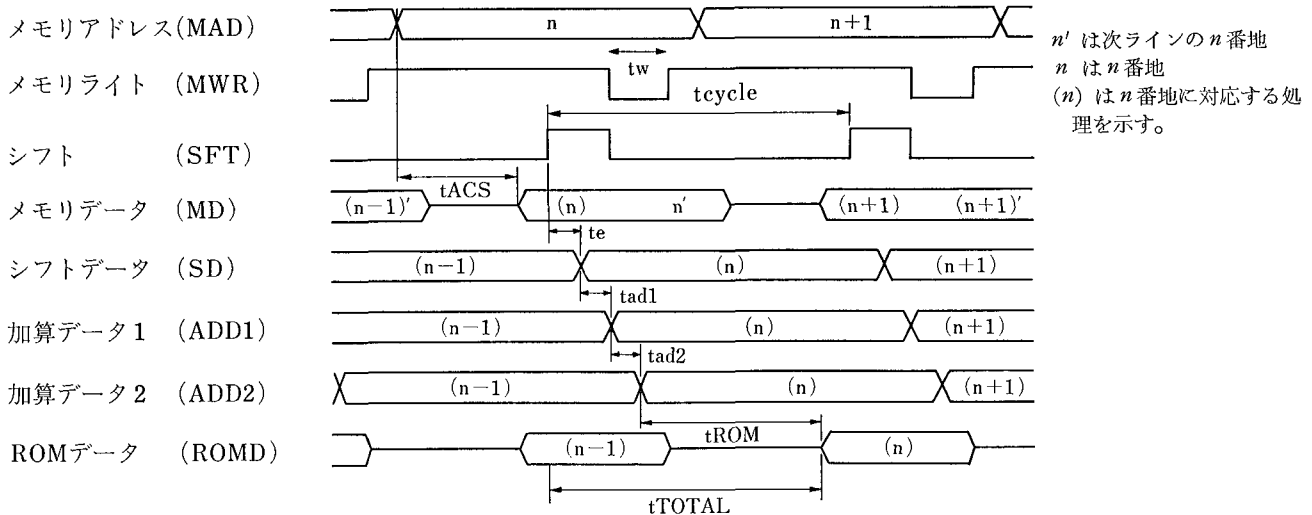 メモリアドレス(MAD)
n
n+1
メモリライト (MWR)
tw
tcycle
シフト (SFT)
tACS
メモリデータ (MD)
(n−1)′
(n)
n′
(n+1)
(n+1)′
te
シフトデータ (SD)
(n−1)
(n)
(n+1)
tad1
加算データ1 (ADD1)
(n−1)
(n)
(n+1)
tad2
加算データ2 (ADD2)
(n−1)
(n)
(n+1)
tROM
ROMデータ (ROMD)
(n−1)
(n)
tTOTAL
n′ は次ラインのn番地
n はn番地
(n) はn番地に対応する処
理を示す。